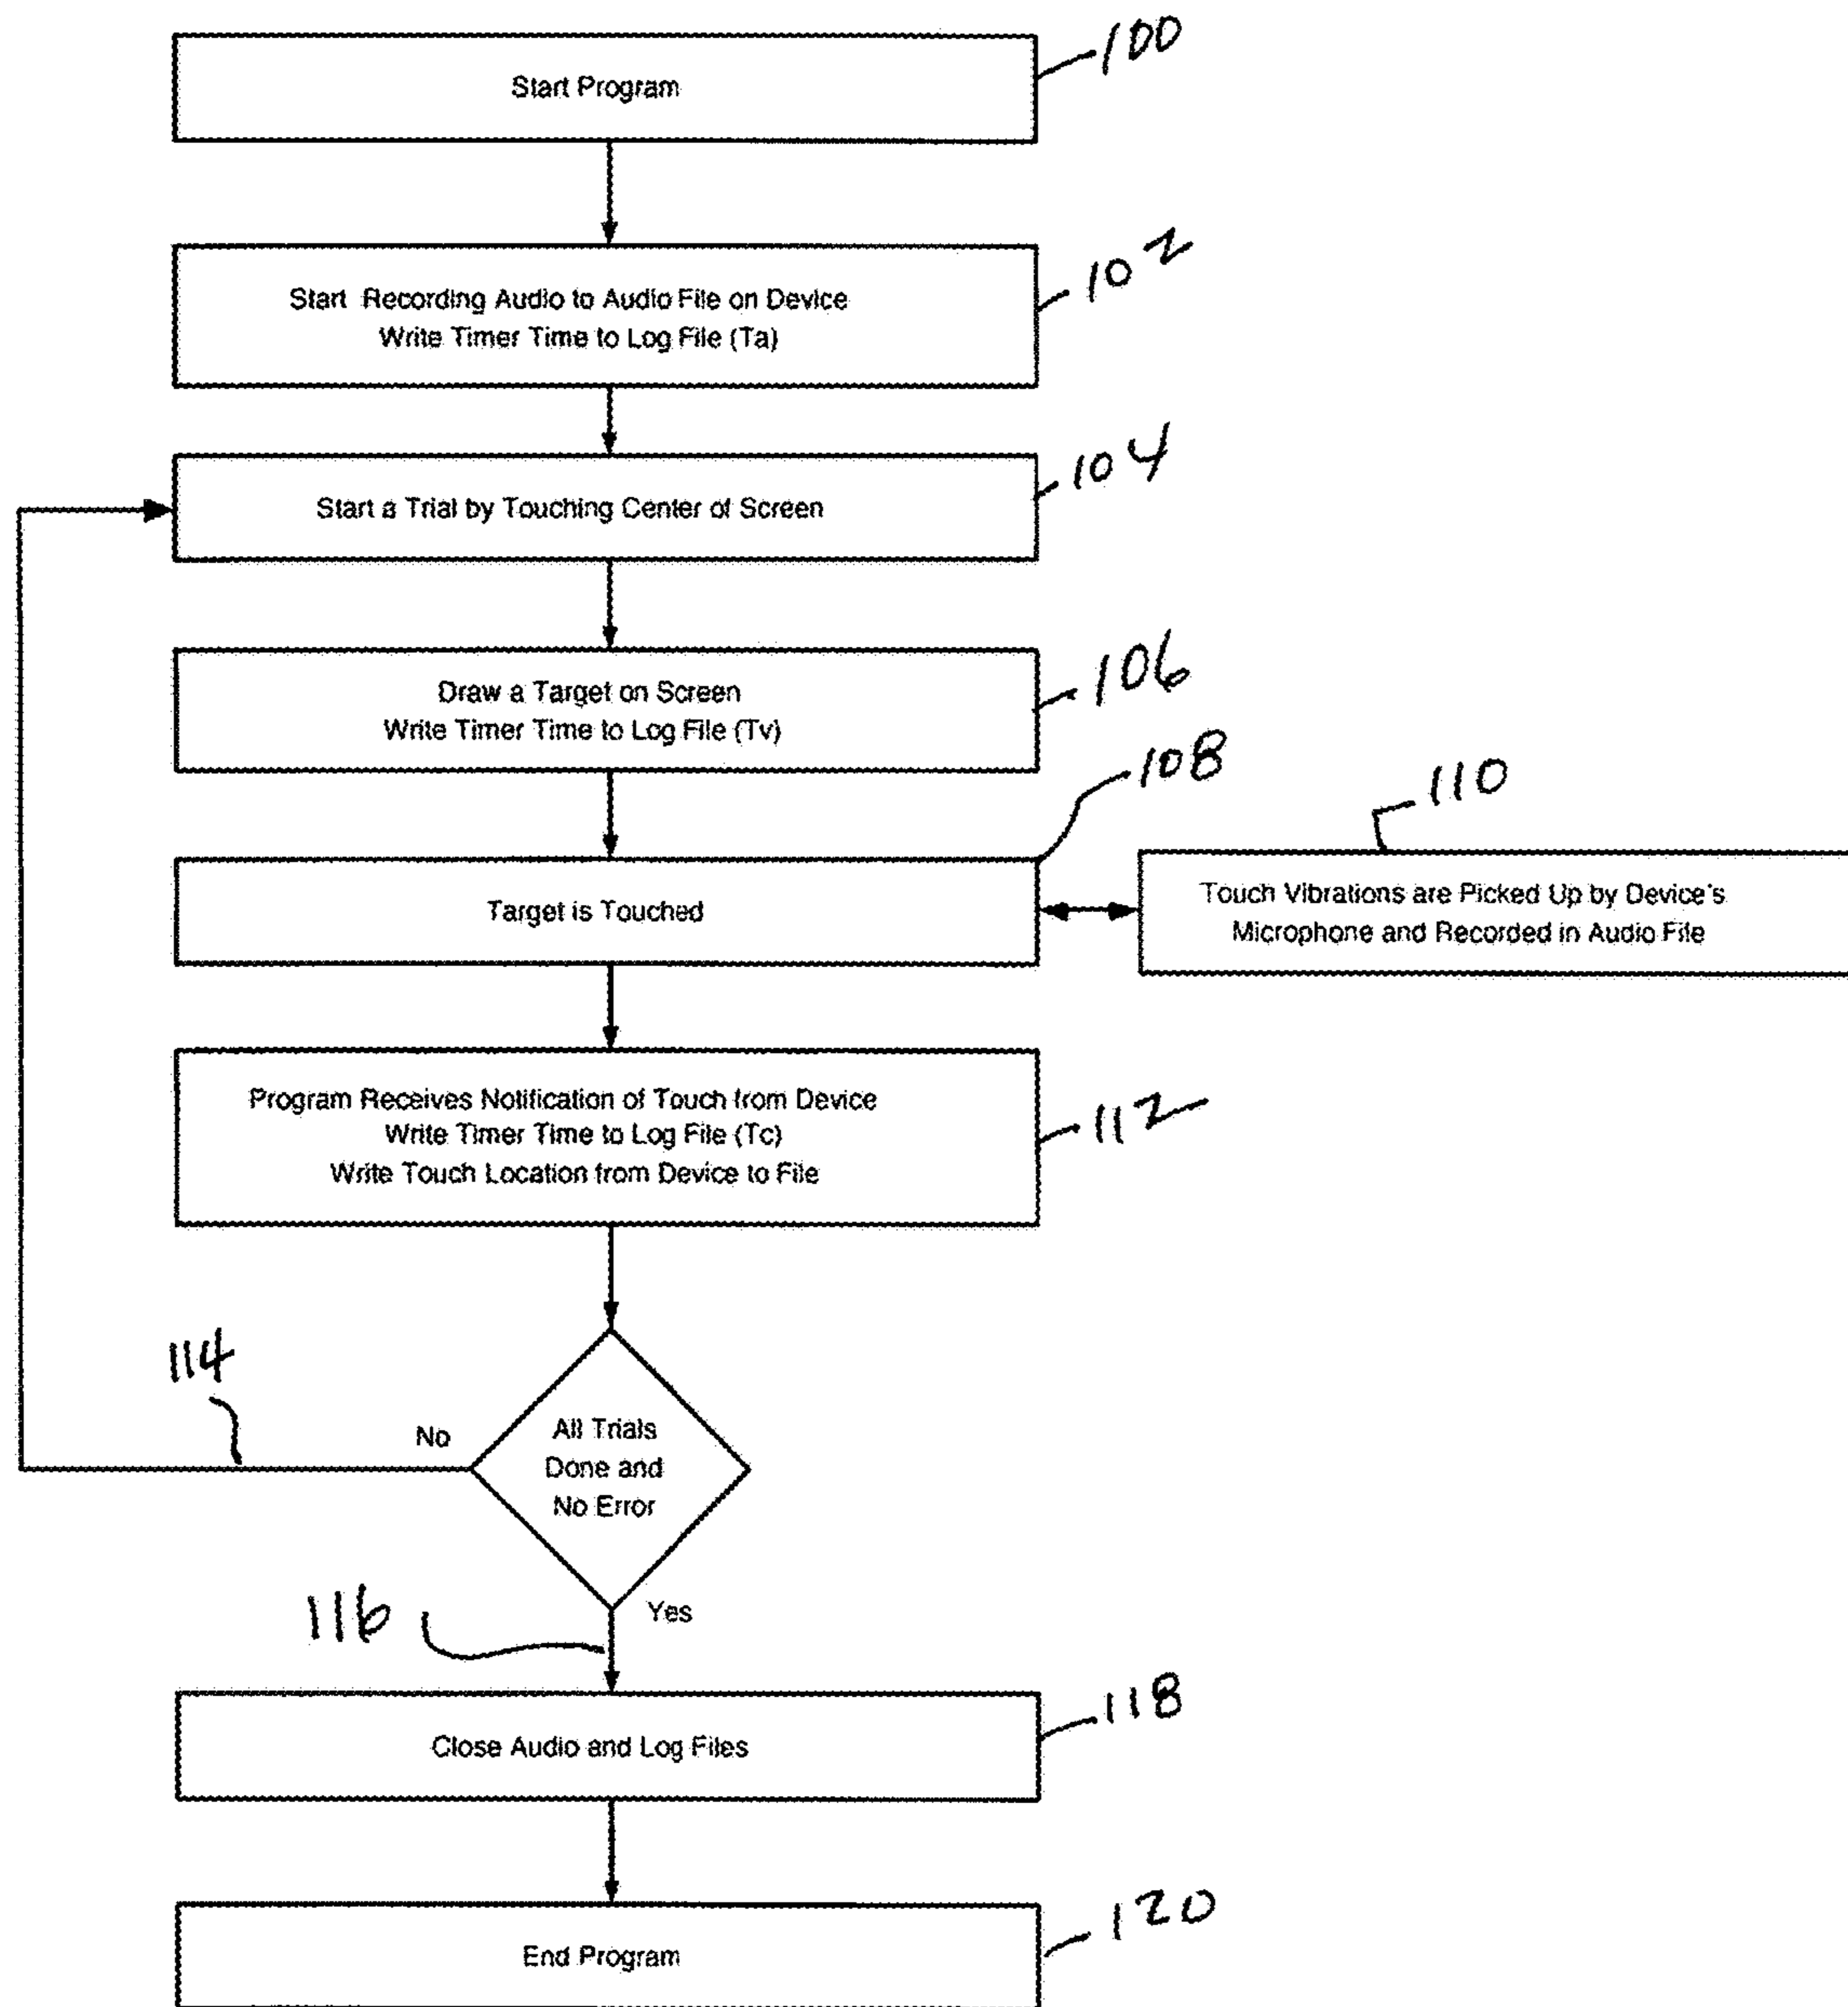 Start Program
100
Start Recording Audio to Audio File on Device
Write Timer Time to Log File (Ta)
102
Start a Trial by Touching Center of Screen
104
Draw a Target on Screen
Write Timer Time to Log File (Tv)
106
108
Target is Touched
110
Touch Vibrations are Picked Up by Device's
Microphone and Recorded in Audio File
Program Receives Notification of Touch from Device
Write Timer Time to Log File (Tc)
Write Touch Location from Device to File
112
114
No
All Trials
Done and
No Error
Yes
116
Close Audio and Log Files
118
End Program
120